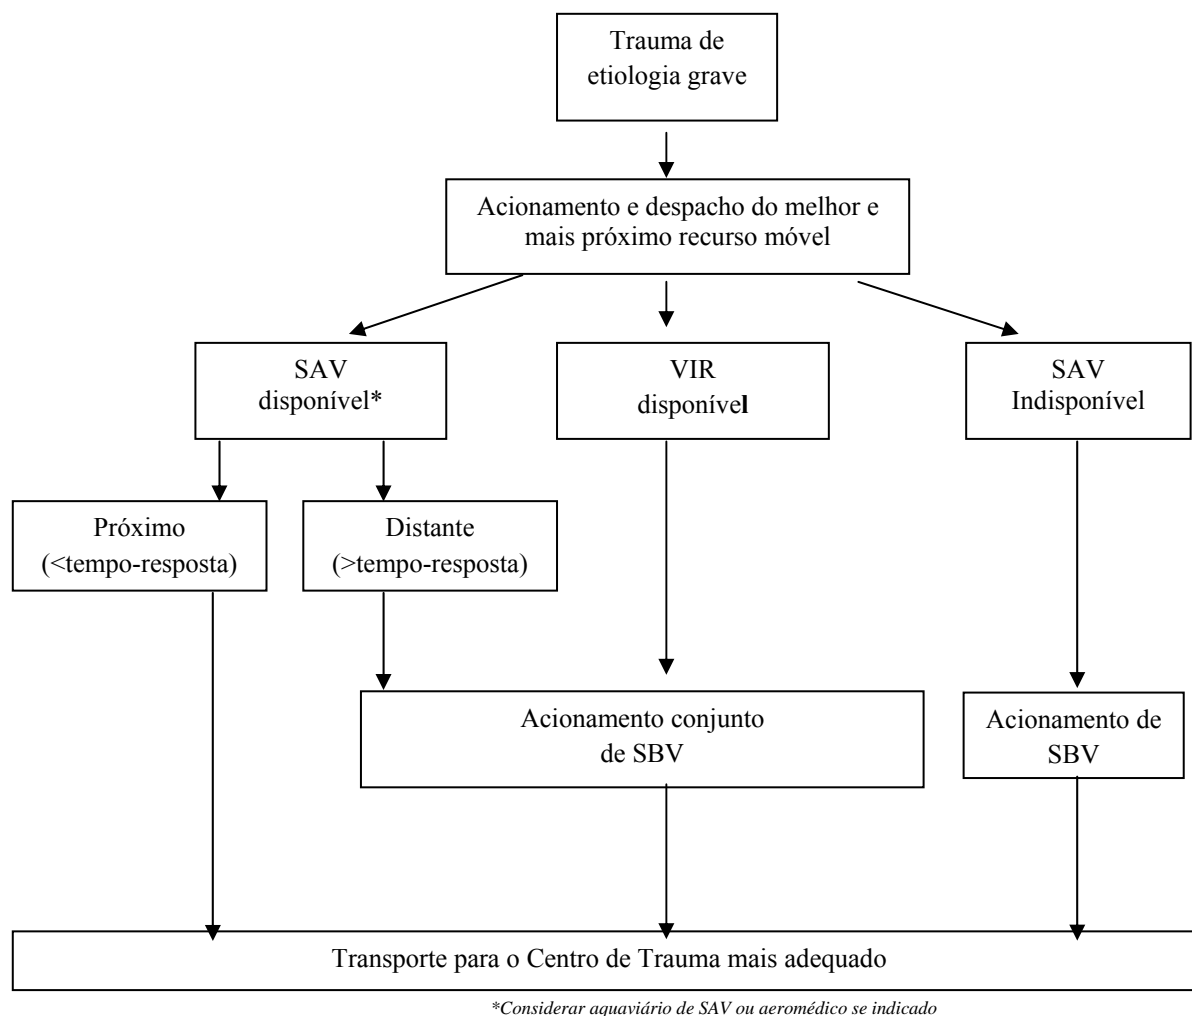 Trauma de
etiologia grave
Acionamento e despacho do melhor e
mais próximo recurso móvel
SAV
disponível*
VIR
disponível
SAV
Indisponível
Próximo
(<tempo-resposta)
Distante
(>tempo-resposta)
Acionamento conjunto
de SBV
Acionamento de
SBV
Transporte para o Centro de Trauma mais adequado
*Considerar aquaviário de SAV ou aeromédico se indicado